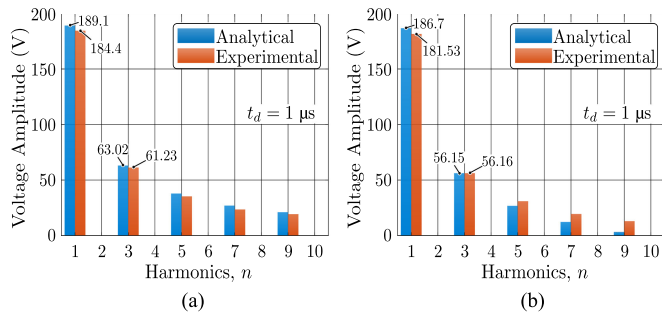 200
150
100
50
0
Voltage Amplitude (V)
189.1
184.4
Analytical
Experimental
t_d = 1 µs
63.02
61.23
1 2 3 4 5 6 7 8 9 10
Harmonics, n
(a)
200
150
100
50
0
Voltage Amplitude (V)
186.7
181.53
Analytical
Experimental
t_d = 1 µs
56.15
56.16
1 2 3 4 5 6 7 8 9 10
Harmonics, n
(b)